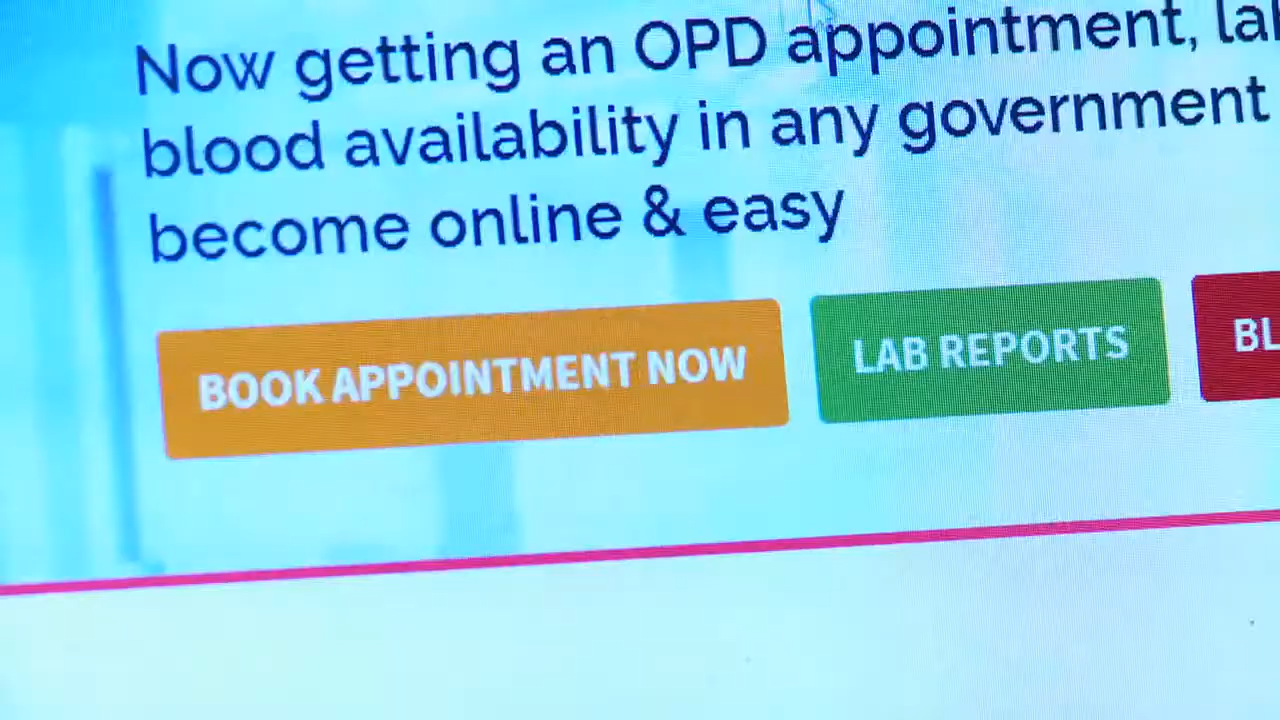 Now getting an OPD appointment,
blood availability in any government
become online & easy
BOOK APPOINTMENT NOW
LAB REPORTS